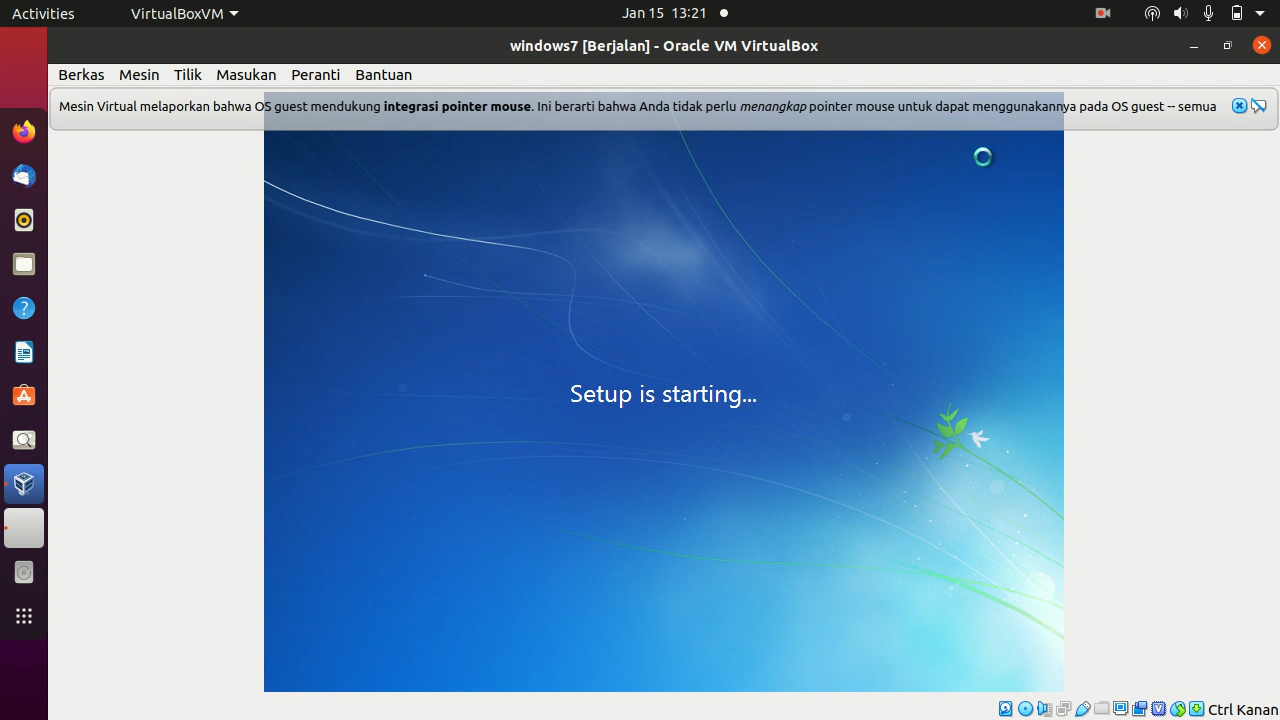 Activities
VirtualBoxVM
Jan 15 13:21
windows7 [Berjalan] - Oracle VM VirtualBox
Berkas Mesin Tilik Masukan Peranti Bantuan
Mesin Virtual melaporkan bahwa OS guest mendukung integrasi pointer mouse. Ini berarti bahwa Anda tidak perlu menangkap pointer mouse untuk dapat menggunakannya pada OS guest -- semua
Setup is starting...
Ctrl Kanan